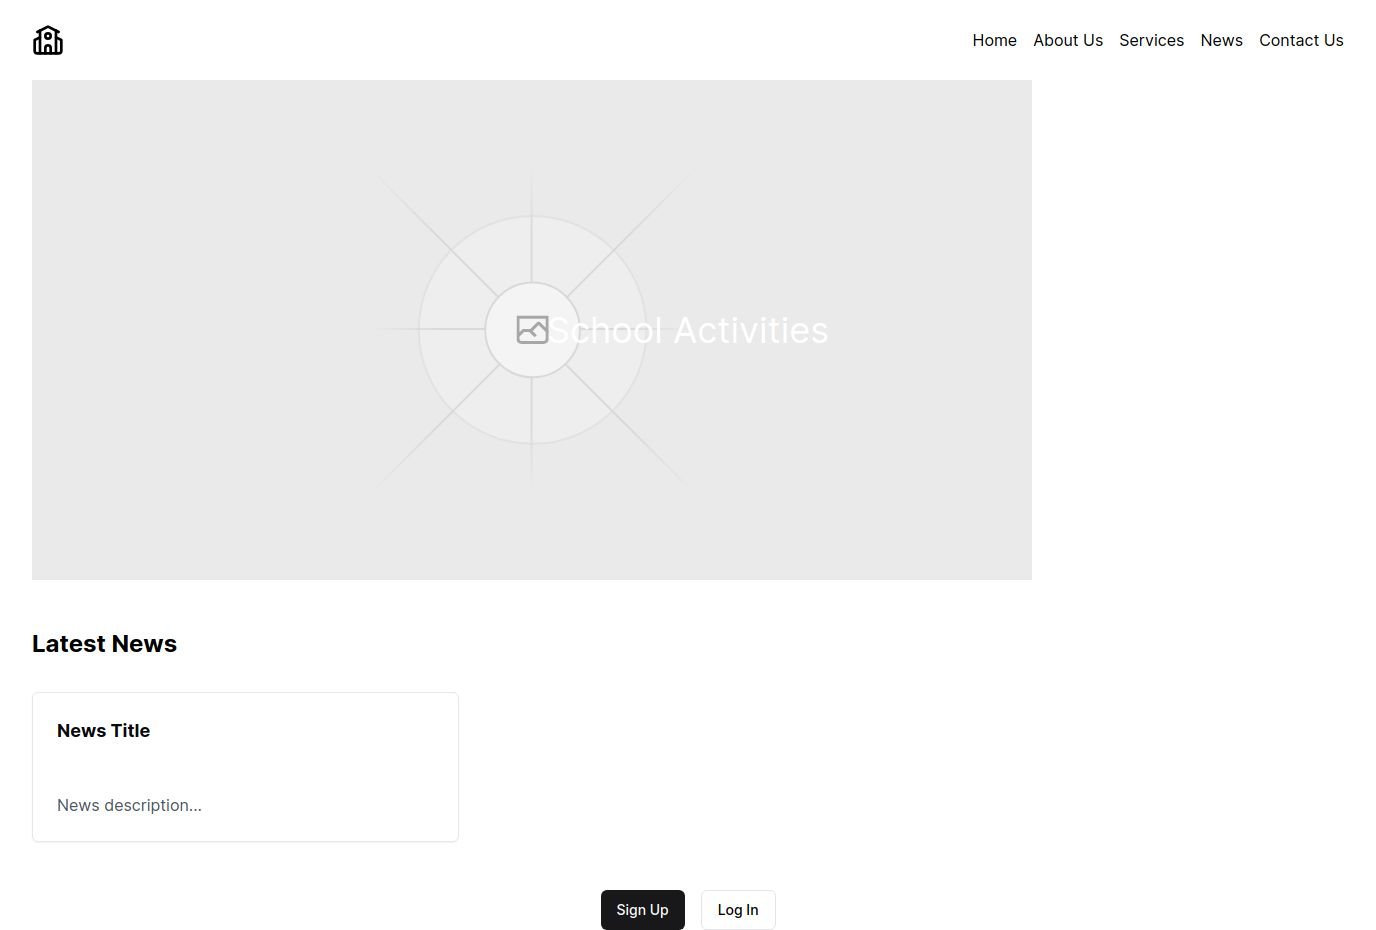 Home About Us Services News Contact Us
School Activities
Latest News
News Title
News description...
Sign Up Log In